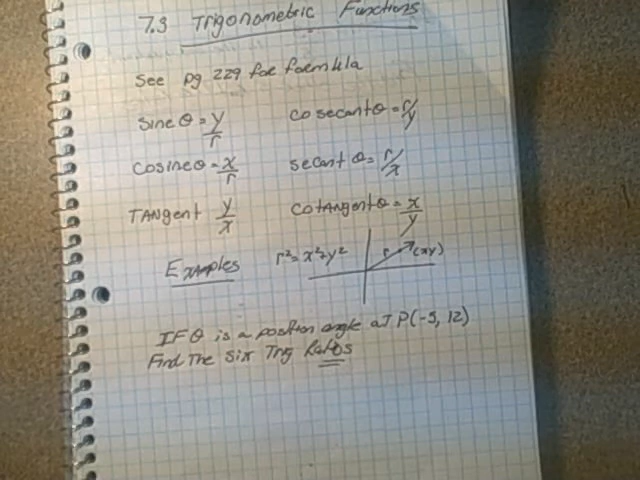 7.3 Trigonometric Functions
See pg 229 for formula
sine θ = y/r cosecant θ = r/y
cosine θ = x/r secant θ = r/x
TANgent y/x cotangent θ = x/y
Examples r² = x² + y² r (xy)
IF θ is a position angle at P(-5, 12)
Find The six Trig Ratios